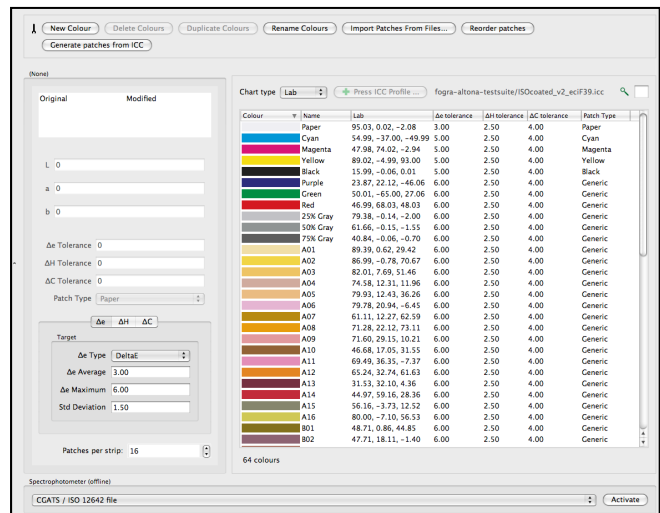 New Colour Delete Colours Duplicate Colours Rename Colours Import Patches From Files... Reorder patches
Generate patches from ICC
(None)
Original Modified
L 0
a 0
b 0
Δe Tolerance 0
ΔH Tolerance 0
ΔC Tolerance 0
Patch Type Paper
Δe ΔH ΔC
Target
Δe Type DeltaE
Δe Average 3.00
Δe Maximum 6.00
Std Deviation 1.50
Patches per strip: 16
Chart type Lab Press ICC Profile ... fogra-altona-testsuite/ISOcoated_v2_eciF39.icc
Colour Name Lab Δe tolerance ΔH tolerance ΔC tolerance Patch Type
Paper 95.03, 0.02, -2.08 3.00 2.50 4.00 Paper
Cyan 54.99, -37.00, -49.99 5.00 2.50 4.00 Cyan
Magenta 47.98, 74.02, -2.94 5.00 2.50 4.00 Magenta
Yellow 89.02, -4.99, 93.00 5.00 2.50 4.00 Yellow
Black 15.99, -0.06, 0.01 5.00 2.50 4.00 Black
Purple 23.87, 22.12, -46.06 6.00 2.50 4.00 Generic
Green 50.01, -65.00, 27.06 6.00 2.50 4.00 Generic
Red 46.99, 68.03, 48.03 6.00 2.50 4.00 Generic
25% Gray 79.38, -0.14, -2.00 6.00 2.50 4.00 Generic
50% Gray 61.66, -0.15, -1.55 6.00 2.50 4.00 Generic
75% Gray 40.84, -0.06, -0.70 6.00 2.50 4.00 Generic
A01 89.39, 0.62, 29.42 6.00 2.50 4.00 Generic
A02 86.99, -0.78, 70.67 6.00 2.50 4.00 Generic
A03 82.01, 7.69, 51.46 6.00 2.50 4.00 Generic
A04 74.58, 12.31, 11.96 6.00 2.50 4.00 Generic
A05 79.93, 12.43, 36.26 6.00 2.50 4.00 Generic
A06 79.78, 20.94, -6.45 6.00 2.50 4.00 Generic
A07 61.11, 12.27, 62.59 6.00 2.50 4.00 Generic
A08 71.28, 22.12, 73.11 6.00 2.50 4.00 Generic
A09 71.60, 29.15, 10.21 6.00 2.50 4.00 Generic
A10 46.68, 17.05, 31.55 6.00 2.50 4.00 Generic
A11 69.49, 36.35, -7.37 6.00 2.50 4.00 Generic
A12 65.24, 32.74, 61.63 6.00 2.50 4.00 Generic
A13 31.53, 32.10, 4.36 6.00 2.50 4.00 Generic
A14 44.97, 59.16, 28.36 6.00 2.50 4.00 Generic
A15 56.16, -3.73, 12.52 6.00 2.50 4.00 Generic
A16 80.00, -7.10, 56.53 6.00 2.50 4.00 Generic
B01 48.71, 0.86, 44.85 6.00 2.50 4.00 Generic
B02 47.71, 18.11, -1.40 6.00 2.50 4.00 Generic
64 colours
Spectrophotometer (offline)
CGATS / ISO 12642 file Activate